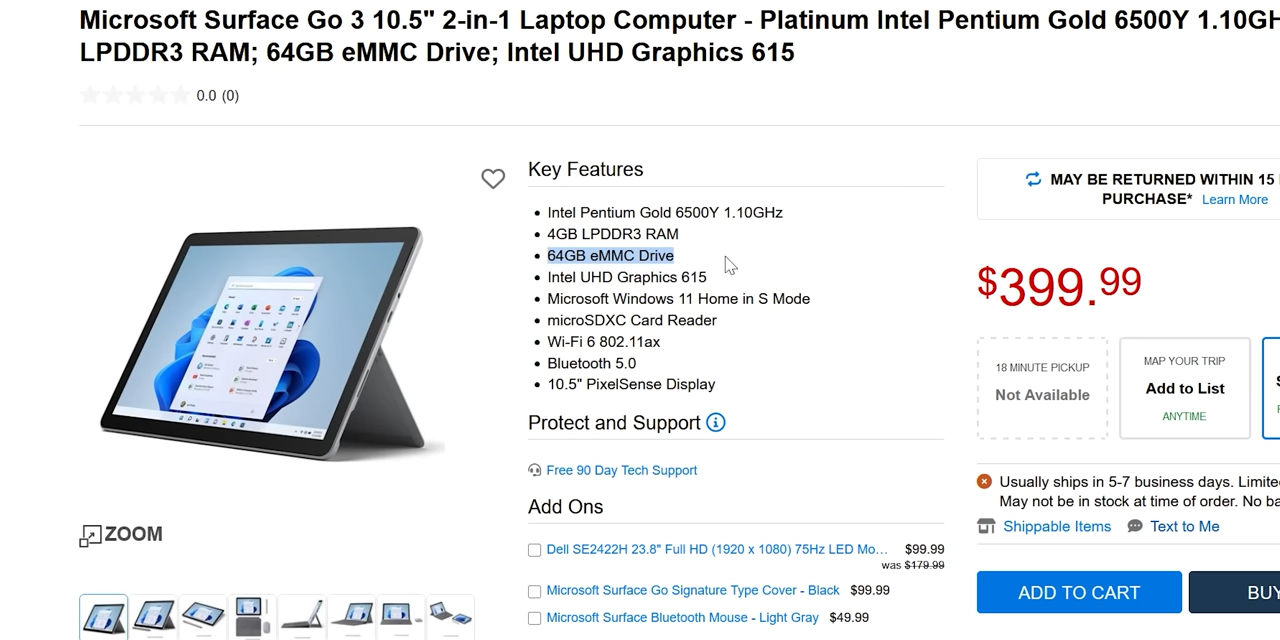 Microsoft Surface Go 3 10.5" 2-in-1 Laptop Computer - Platinum Intel Pentium Gold 6500Y 1.10GH
LPDDR3 RAM; 64GB eMMC Drive; Intel UHD Graphics 615
0.0 (0)
Key Features
Intel Pentium Gold 6500Y 1.10GHz
4GB LPDDR3 RAM
64GB eMMC Drive
Intel UHD Graphics 615
Microsoft Windows 11 Home in S Mode
microSDXC Card Reader
Wi-Fi 6 802.11ax
Bluetooth 5.0
10.5" PixelSense Display
Protect and Support
Free 90 Day Tech Support
Add Ons
Dell SE2422H 23.8" Full HD (1920 x 1080) 75Hz LED Mo... $99.99
was $179.99
Microsoft Surface Go Signature Type Cover - Black $99.99
Microsoft Surface Bluetooth Mouse - Light Gray $49.99
ZOOM
MAY BE RETURNED WITHIN 15
PURCHASE* Learn More
$399.99
18 MINUTE PICKUP
Not Available
MAP YOUR TRIP
Add to List
ANYTIME
Usually ships in 5-7 business days. Limite
May not be in stock at time of order. No ba
Shippable Items Text to Me
ADD TO CART
BUY